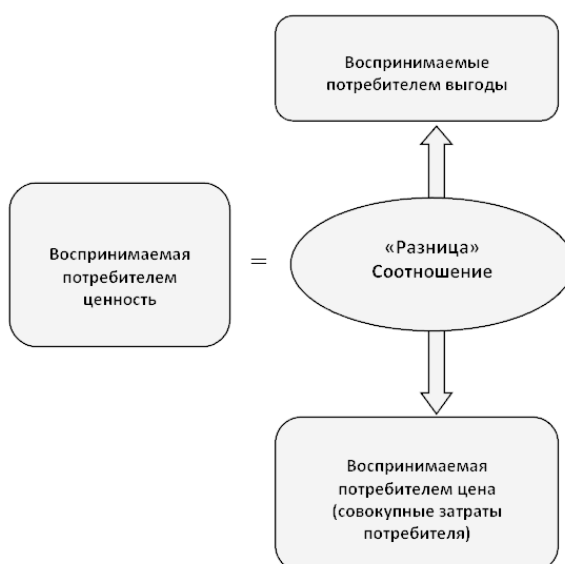 Воспринимаемые
потребителем выгоды
Воспринимаемая
потребителем
ценность
=
«Разница»
Соотношение
Воспринимаемая
потребителем цена
(совокупные затраты
потребителя)